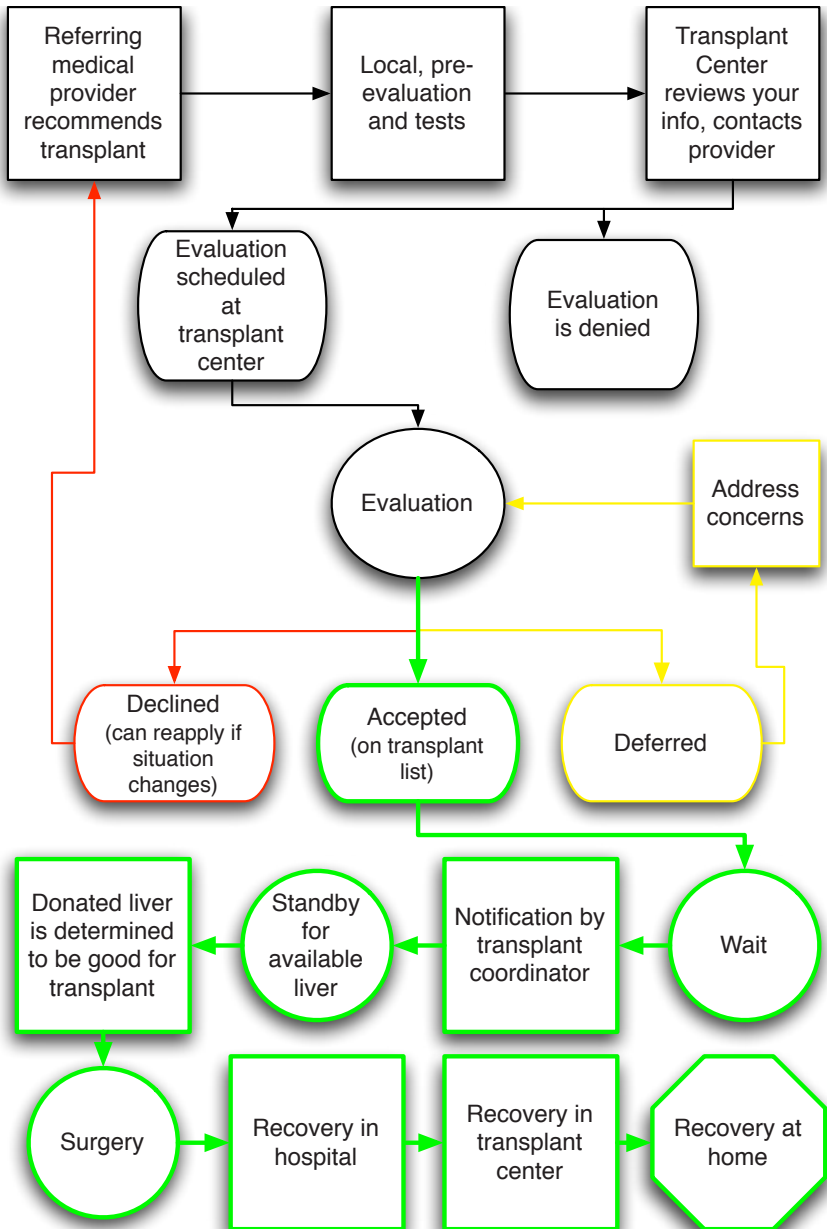 Referring
medical
provider
recommends
transplant
Local, pre-
evaluation
and tests
Transplant
Center
reviews your
info, contacts
provider
Evaluation
scheduled
at
transplant
center
Evaluation
is denied
Evaluation
Address
concerns
Declined
(can reapply if
situation
changes)
Accepted
(on transplant
list)
Deferred
Donated liver
is determined
to be good for
transplant
Standby
for
available
liver
Notification by
transplant
coordinator
Wait
Surgery
Recovery in
hospital
Recovery in
transplant
center
Recovery at
home